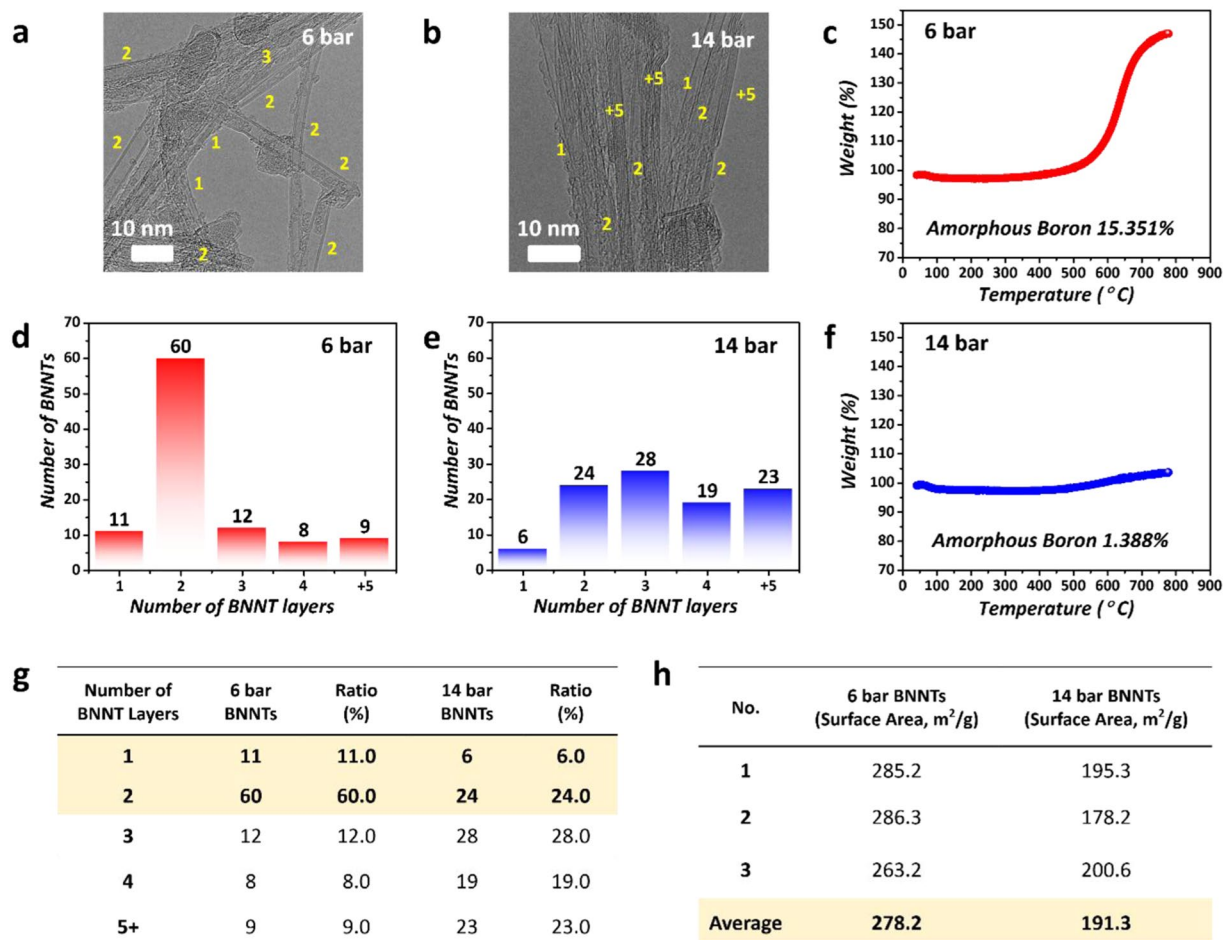 a
6 bar
2
3
2
2
2
1
2
1
2
2
10 nm
b
14 bar
+5
1
+5
+5
2
1
2
2
2
10 nm
c
6 bar
150
140
130
120
110
100
90
80
70
Weight (%)
Amorphous Boron 15.351%
0 100 200 300 400 500 600 700 800 900
Temperature (°C)
d
6 bar
70
60
50
40
30
20
10
0
Number of BNNTs
11
60
12
8
9
1 2 3 4 +5
Number of BNNT layers
e
14 bar
70
60
50
40
30
20
10
0
Number of BNNTs
6
24
28
19
23
1 2 3 4 +5
Number of BNNT layers
f
14 bar
150
140
130
120
110
100
90
80
70
Weight (%)
Amorphous Boron 1.388%
0 100 200 300 400 500 600 700 800 900
Temperature (°C)
g
Number of 6 bar Ratio 14 bar Ratio
BNNT Layers BNNTs (%) BNNTs (%)
1 11 11.0 6 6.0
2 60 60.0 24 24.0
3 12 12.0 28 28.0
4 8 8.0 19 19.0
5+ 9 9.0 23 23.0
h
No.
6 bar BNNTs 14 bar BNNTs
(Surface Area, m²/g) (Surface Area, m²/g)
1 285.2 195.3
2 286.3 178.2
3 263.2 200.6
Average 278.2 191.3